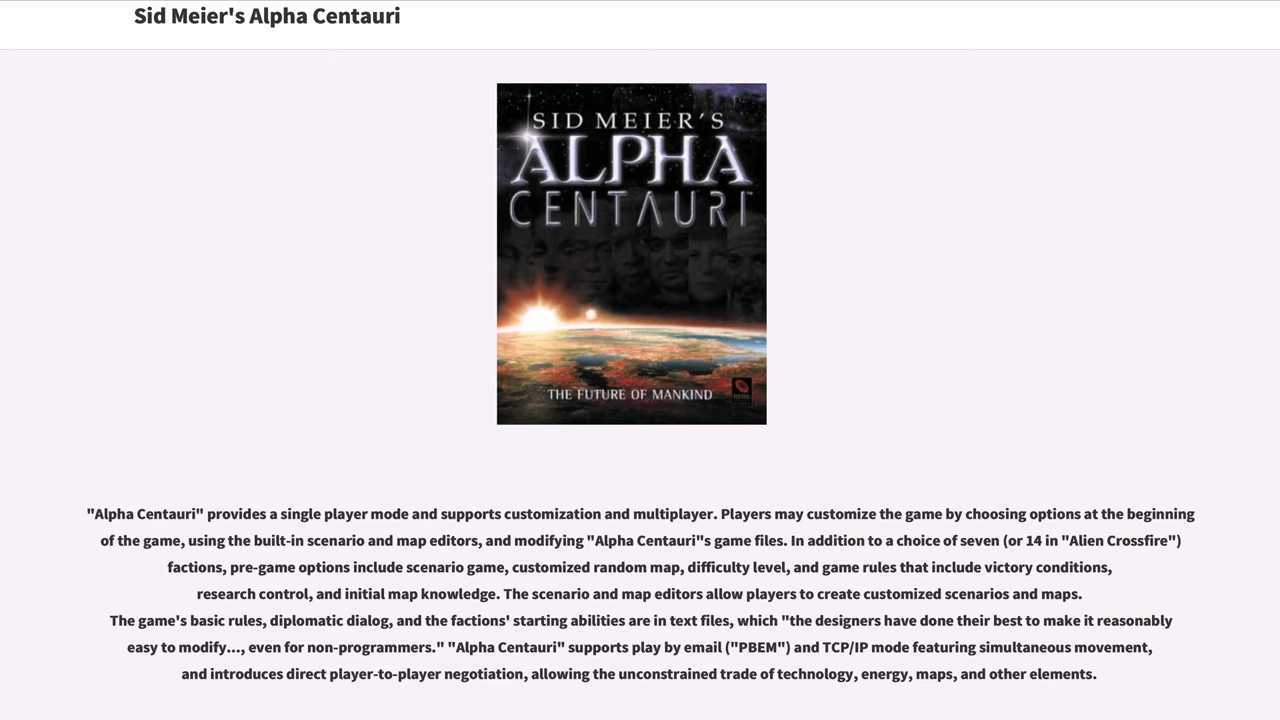 Sid Meier's Alpha Centauri
SID MEIER'S
ALPHA
CENTAURI™
THE FUTURE OF MANKIND
"Alpha Centauri" provides a single player mode and supports customization and multiplayer. Players may customize the game by choosing options at the beginning
of the game, using the built-in scenario and map editors, and modifying "Alpha Centauri"s game files. In addition to a choice of seven (or 14 in "Alien Crossfire")
factions, pre-game options include scenario game, customized random map, difficulty level, and game rules that include victory conditions,
research control, and initial map knowledge. The scenario and map editors allow players to create customized scenarios and maps.
The game's basic rules, diplomatic dialog, and the factions' starting abilities are in text files, which "the designers have done their best to make it reasonably
easy to modify..., even for non-programmers." "Alpha Centauri" supports play by email ("PBEM") and TCP/IP mode featuring simultaneous movement,
and introduces direct player-to-player negotiation, allowing the unconstrained trade of technology, energy, maps, and other elements.